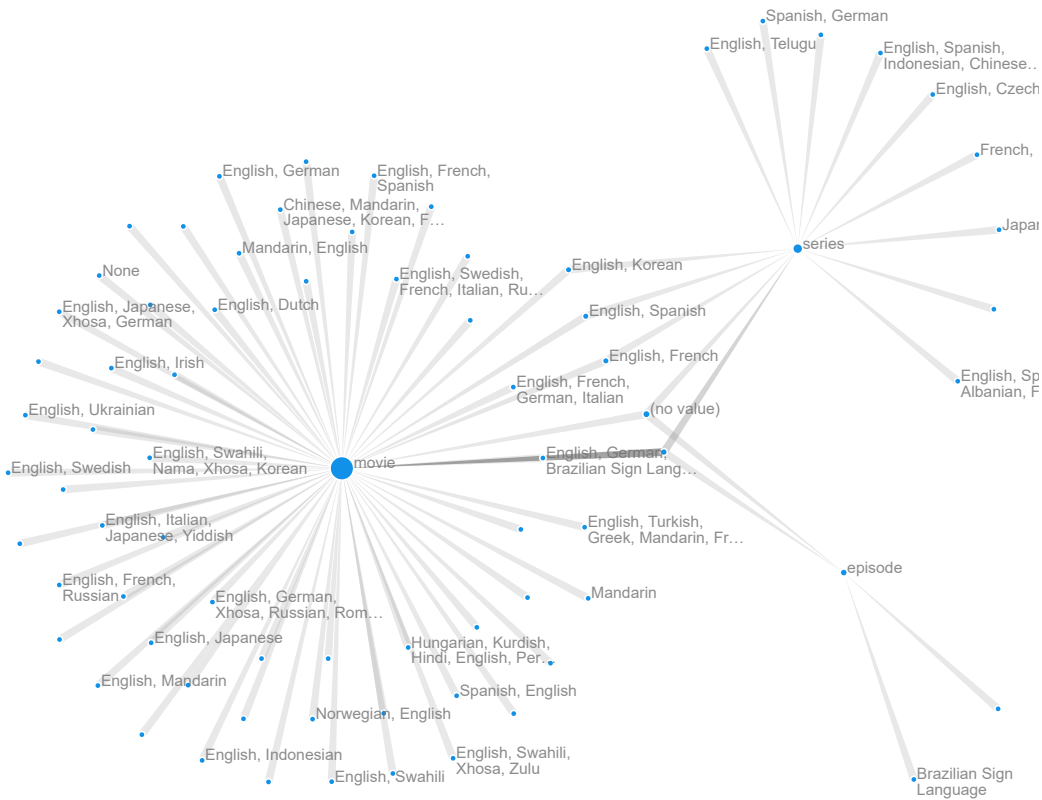 Spanish, German
English, Telugu
English, Spanish,
Indonesian, Chinese…
English, Czech
French,
English, German
English, French,
Spanish
Chinese, Mandarin,
Japanese, Korean, F…
Japan
Mandarin, English
series
None
English, Swedish,
French, Italian, Ru…
English, Korean
English, Japanese,
Xhosa, German
English, Dutch
English, Spanish
English, Irish
English, French
English, French,
German, Italian
English, Sp
Albanian, F
English, Ukrainian
(no value)
English, Swedish
English, Swahili,
Nama, Xhosa, Korean
movie
English, German,
Brazilian Sign Lang…
English, Italian,
Japanese, Yiddish
English, Turkish,
Greek, Mandarin, Fr…
English, French,
Russian
episode
English, German,
Xhosa, Russian, Rom…
Mandarin
English, Japanese
Hungarian, Kurdish,
Hindi, English, Per…
English, Mandarin
Spanish, English
Norwegian, English
English, Indonesian
English, Swahili
English, Swahili,
Xhosa, Zulu
Brazilian Sign
Language